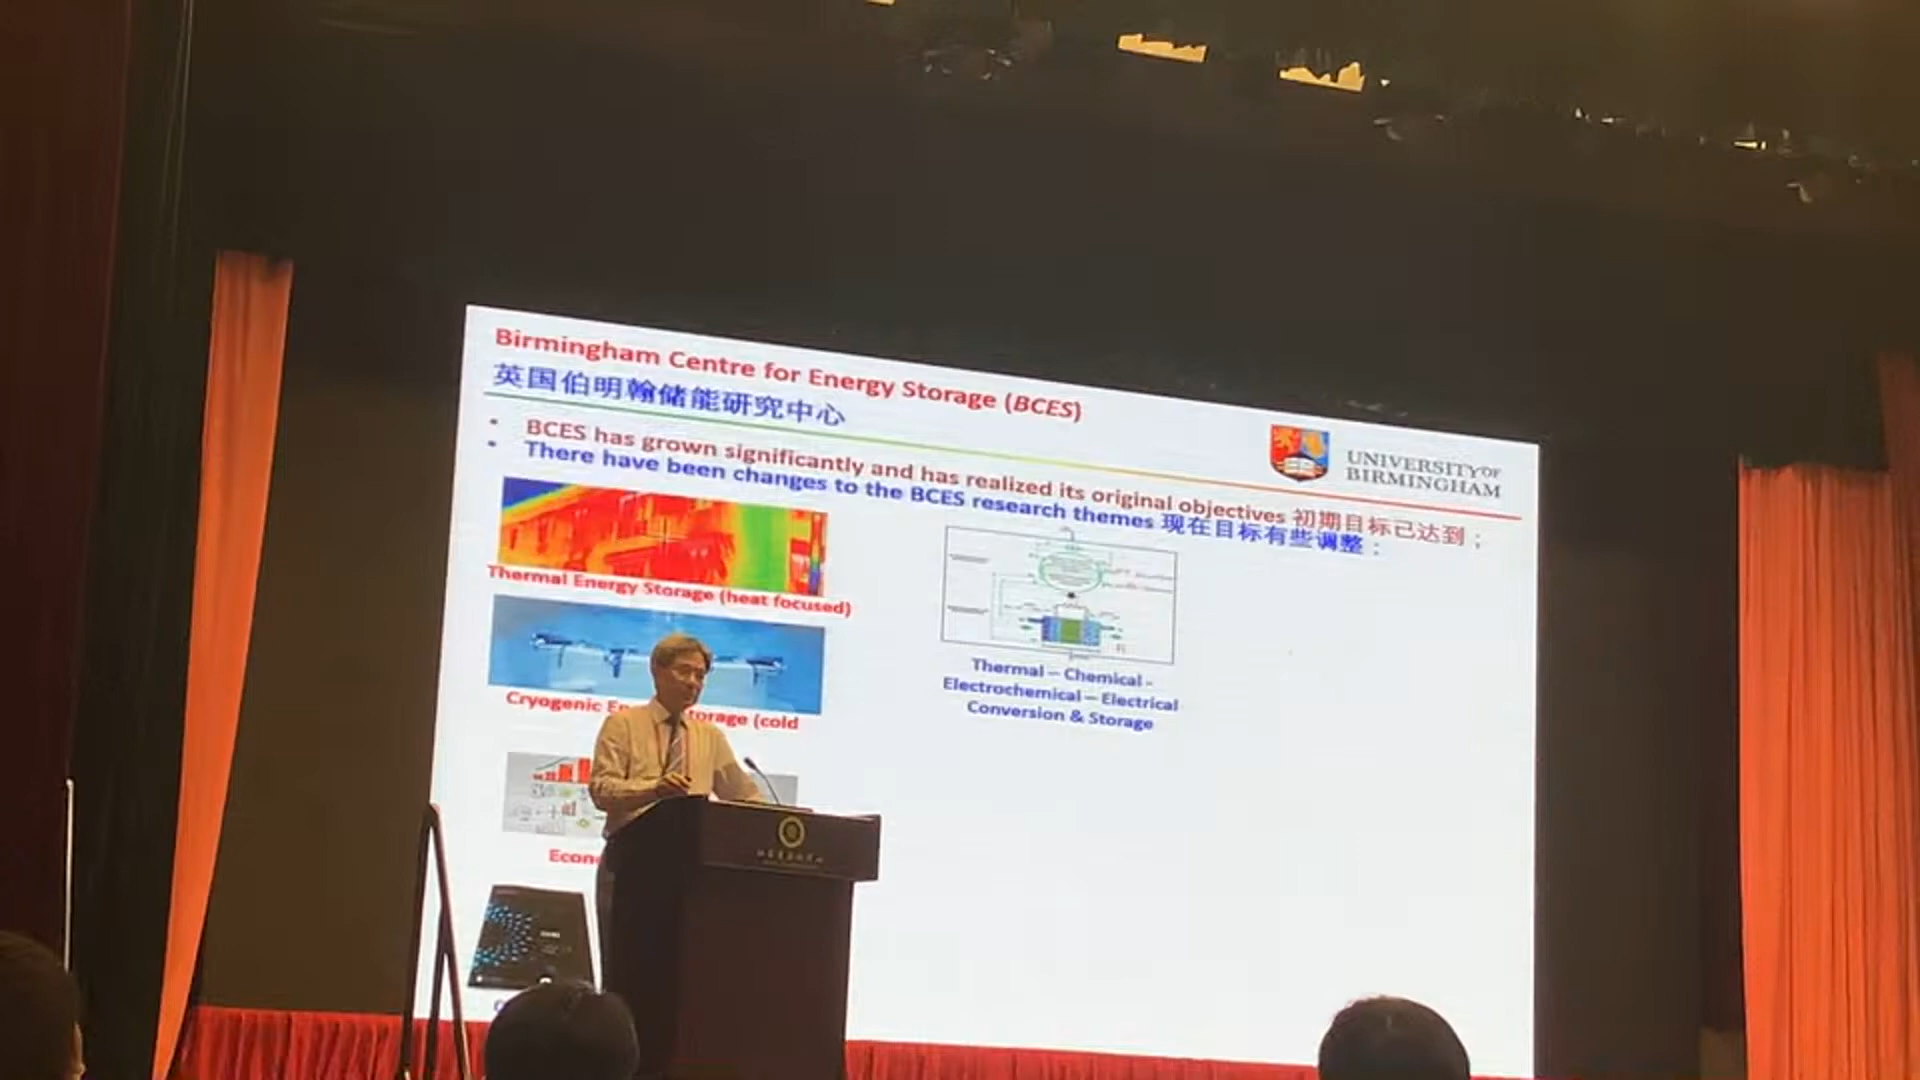 Birmingham Centre for Energy Storage (BCES)
英国伯明翰储能研究中心
UNIVERSITY OF
BIRMINGHAM
• BCES has grown significantly and has realized its original objectives 初期目标已达到；
• There have been changes to the BCES research themes 现在目标有些调整：
Thermal Energy Storage (heat focused)
Cryogenic En torage (cold
Econ
Thermal – Chemical -
Electrochemical – Electrical
Conversion & Storage